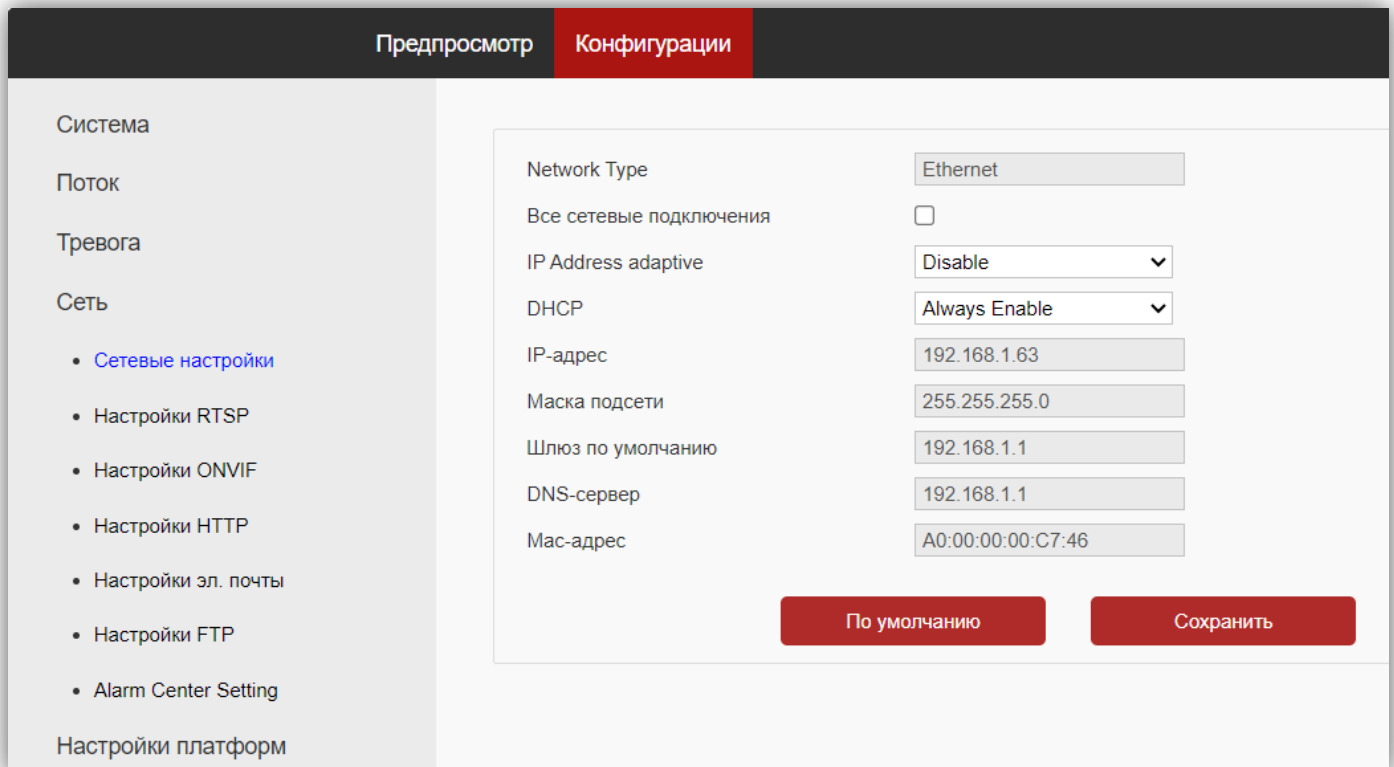 Предпросмотр Конфигурации
Система
Поток
Тревога
Сеть
Сетевые настройки
Настройки RTSP
Настройки ONVIF
Настройки HTTP
Настройки эл. почты
Настройки FTP
Alarm Center Setting
Настройки платформ
Network Type Ethernet
Все сетевые подключения
IP Address adaptive Disable
DHCP Always Enable
IP-адрес 192.168.1.63
Маска подсети 255.255.255.0
Шлюз по умолчанию 192.168.1.1
DNS-сервер 192.168.1.1
Mac-адрес A0:00:00:00:C7:46
По умолчанию Сохранить